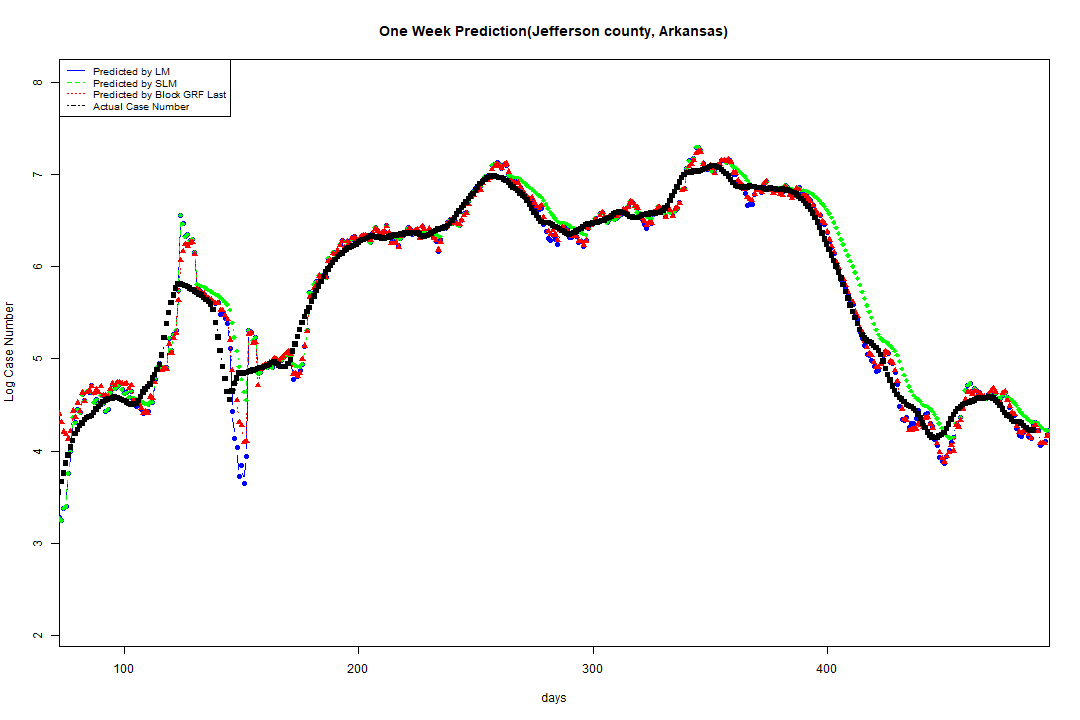 One Week Prediction(Jefferson county, Arkansas)
Predicted by LM
Predicted by SLM
Predicted by Block GRF Last
Actual Case Number
8
7
6
5
4
3
2
Log Case Number
100 200 300 400
days